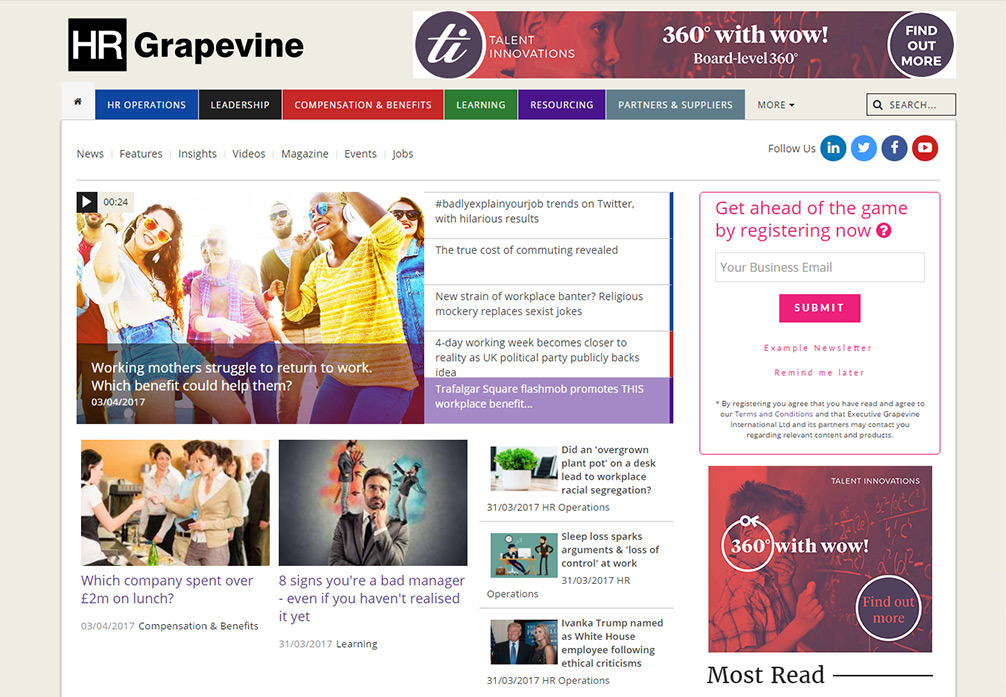 HR Grapevine
ti TALENT
INNOVATIONS
360° with wow!
Board-level 360°
FIND
OUT
MORE
HR OPERATIONS
LEADERSHIP
COMPENSATION & BENEFITS
LEARNING
RESOURCING
PARTNERS & SUPPLIERS
MORE
SEARCH...
News
Features
Insights
Videos
Magazine
Events
Jobs
Follow Us
00:24
Working mothers struggle to return to work.
Which benefit could help them?
03/04/2017
#badlyexplainyourjob trends on Twitter,
with hilarious results
The true cost of commuting revealed
New strain of workplace banter? Religious
mockery replaces sexist jokes
4-day working week becomes closer to
reality as UK political party publicly backs
idea
Trafalgar Square flashmob promotes THIS
workplace benefit...
Get ahead of the game
by registering now ?
Your Business Email
SUBMIT
Example Newsletter
Remind me later
* By registering you agree that you have read and agree to
our Terms and Conditions and that Executive Grapevine
International Ltd and its partners may contact you
regarding relevant content and products.
Which company spent over
£2m on lunch?
03/04/2017 Compensation & Benefits
8 signs you're a bad manager
- even if you haven't realised
it yet
31/03/2017 Learning
Did an 'overgrown
plant pot' on a desk
lead to workplace
racial segregation?
31/03/2017 HR Operations
Sleep loss sparks
arguments & 'loss of
control' at work
31/03/2017 HR
Operations
Ivanka Trump named
as White House
employee following
ethical criticisms
31/03/2017 HR Operations
TALENT INNOVATIONS
360° with wow!
Find out
more
Most Read